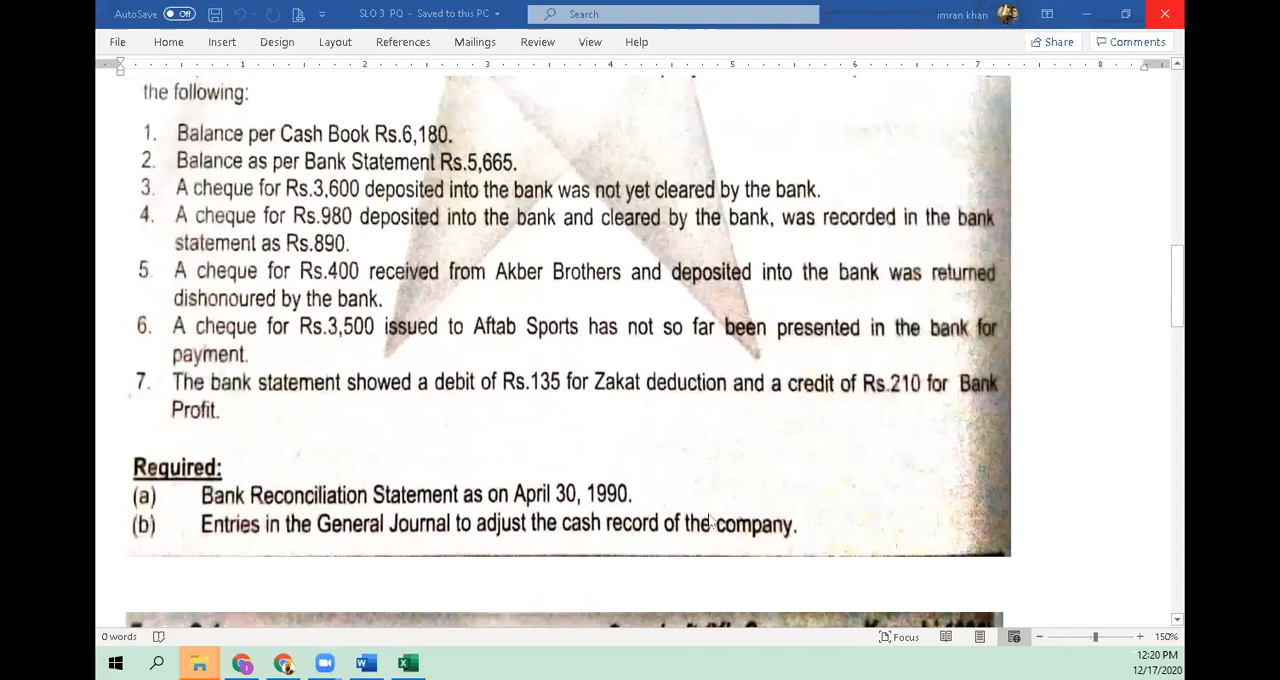 AutoSave Off SLO 3 PQ - Saved to this PC Search imran khan
File Home Insert Design Layout References Mailings Review View Help Share Comments
1 2 3 4 5 6 7 8
the following:
1. Balance per Cash Book Rs.6,180.
2. Balance as per Bank Statement Rs.5,665.
3. A cheque for Rs.3,600 deposited into the bank was not yet cleared by the bank.
4. A cheque for Rs.980 deposited into the bank and cleared by the bank, was recorded in the bank
statement as Rs.890.
5. A cheque for Rs.400 received from Akber Brothers and deposited into the bank was returned
dishonoured by the bank.
6. A cheque for Rs.3,500 issued to Aftab Sports has not so far been presented in the bank for
payment.
7. The bank statement showed a debit of Rs.135 for Zakat deduction and a credit of Rs.210 for Bank
Profit.
Required:
(a) Bank Reconciliation Statement as on April 30, 1990.
(b) Entries in the General Journal to adjust the cash record of the company.
0 words Focus 150%
12:20 PM
12/17/2020